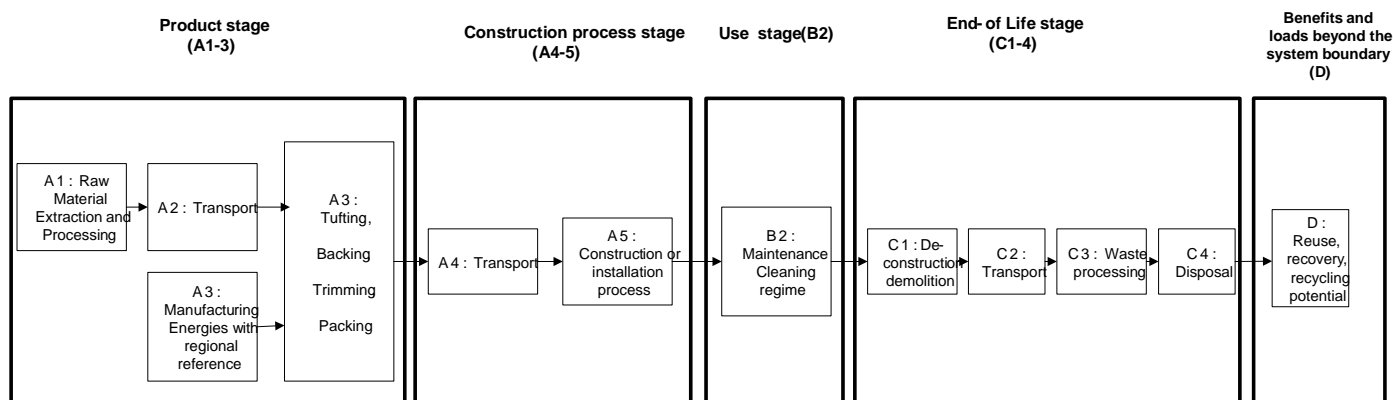 Product stage
(A1-3)
Construction process stage
(A4-5)
Use stage(B2)
End- of Life stage
(C1-4)
Benefits and
loads beyond the
system boundary
(D)
A1: Raw
Material
Extraction and
Processing
A2: Transport
A3:
Manufacturing
Energies with
regional
reference
A3:
Tufting,
Backing
Trimming
Packing
A4: Transport
A5:
Construction or
installation
process
B2:
Maintenance
Cleaning
regime
C1: De-
construction
demolition
C2:
Transport
C3: Waste
processing
C4:
Disposal
D:
Reuse,
recovery,
recycling
potential